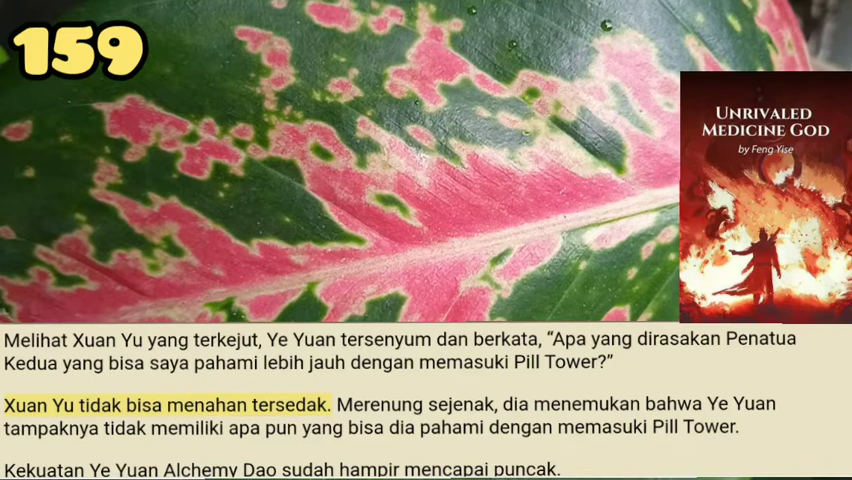 159
UNRIVALED
MEDICINE GOD
by Feng Yise
Melihat Xuan Yu yang terkejut, Ye Yuan tersenyum dan berkata, “Apa yang dirasakan Penatua
Kedua yang bisa saya pahami lebih jauh dengan memasuki Pill Tower?”
Xuan Yu tidak bisa menahan tersedak. Merenung sejenak, dia menemukan bahwa Ye Yuan
tampaknya tidak memiliki apa pun yang bisa dia pahami dengan memasuki Pill Tower.
Kekuatan Ye Yuan Alchemy Dao sudah hampir mencapai puncak.